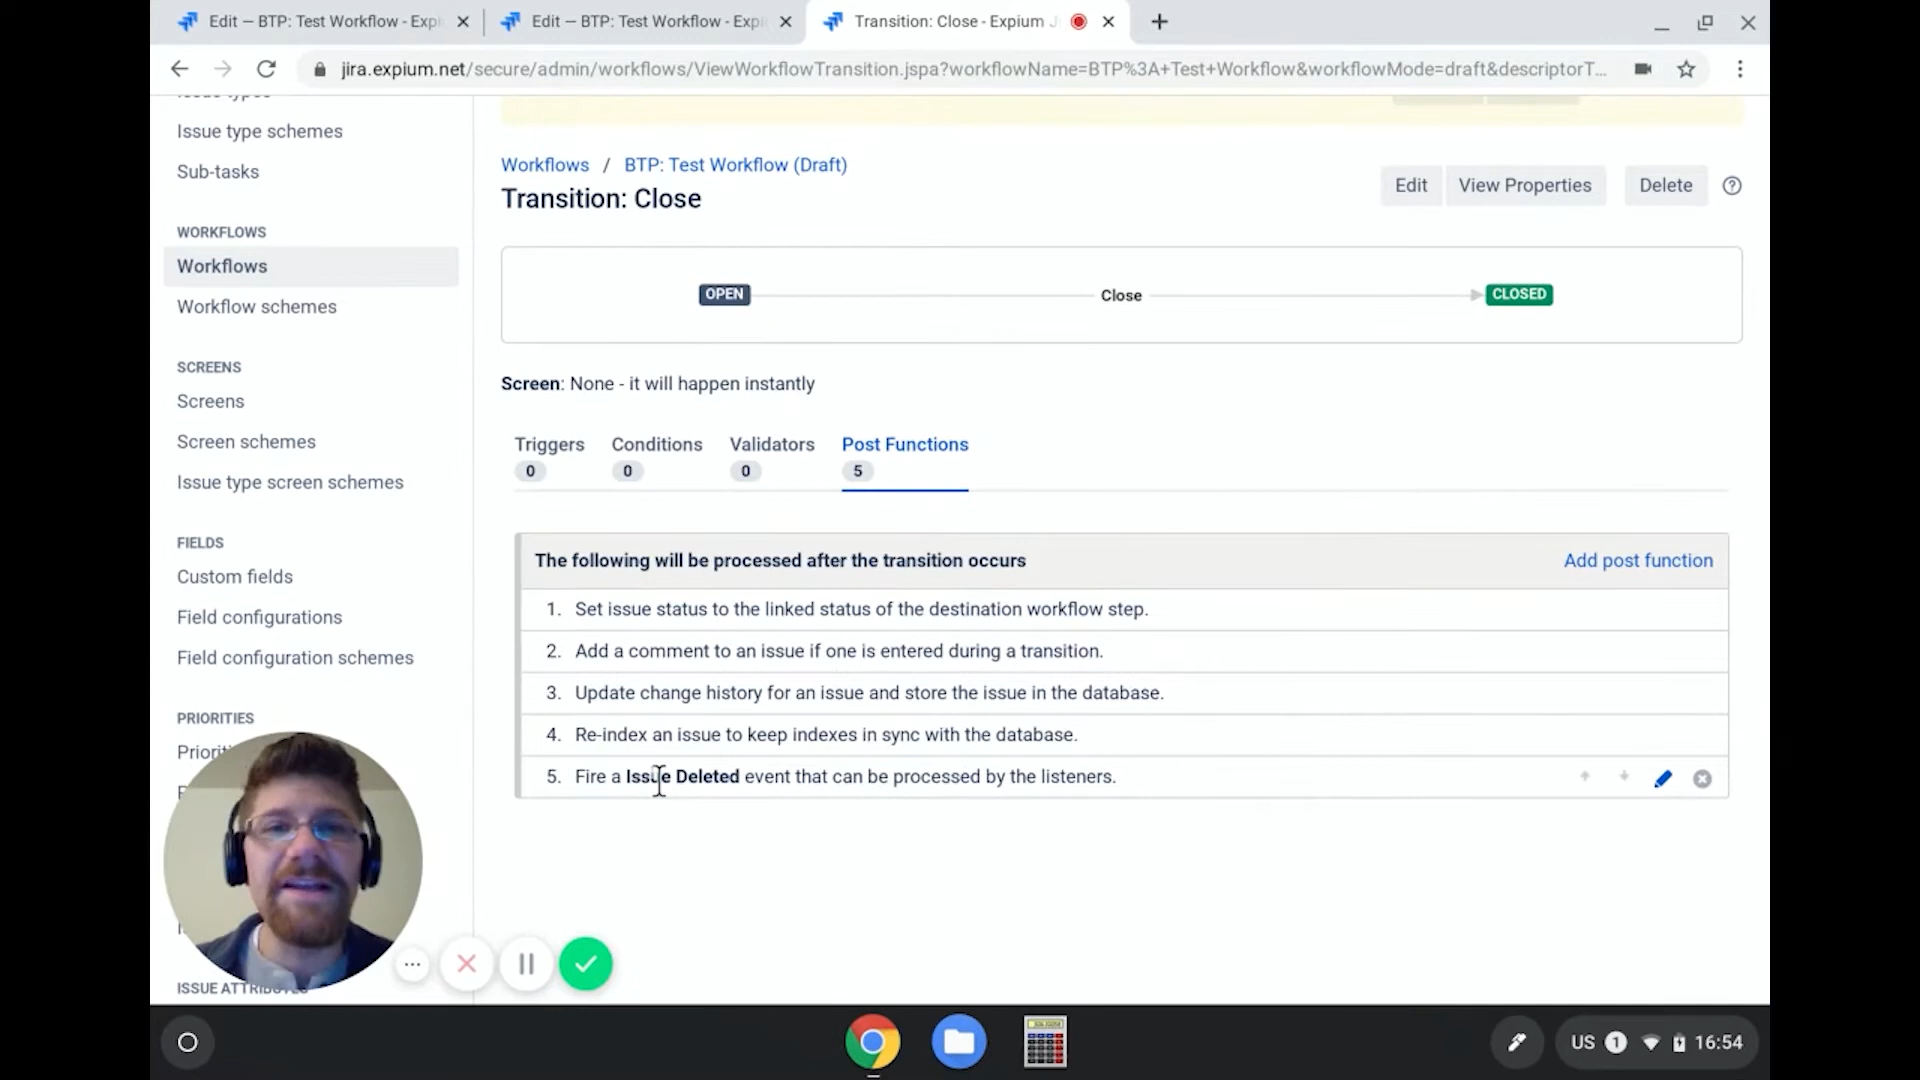 Edit – BTP: Test Workflow - Expi
Edit – BTP: Test Workflow - Expi
Transition: Close - Expium J
jira.expium.net/secure/admin/workflows/ViewWorkflowTransition.jspa?workflowName=BTP%3A+Test+Workflow&workflowMode=draft&descriptorT...
Issue types
Issue type schemes
Sub-tasks
WORKFLOWS
Workflows
Workflow schemes
SCREENS
Screens
Screen schemes
Issue type screen schemes
FIELDS
Custom fields
Field configurations
Field configuration schemes
PRIORITIES
Workflows / BTP: Test Workflow (Draft)
Transition: Close
Edit
View Properties
Delete
OPEN
Close
CLOSED
Screen: None - it will happen instantly
Triggers
0
Conditions
0
Validators
0
Post Functions
5
The following will be processed after the transition occurs
Add post function
1. Set issue status to the linked status of the destination workflow step.
2. Add a comment to an issue if one is entered during a transition.
3. Update change history for an issue and store the issue in the database.
4. Re-index an issue to keep indexes in sync with the database.
5. Fire a Issue Deleted event that can be processed by the listeners.
US 1 16:54